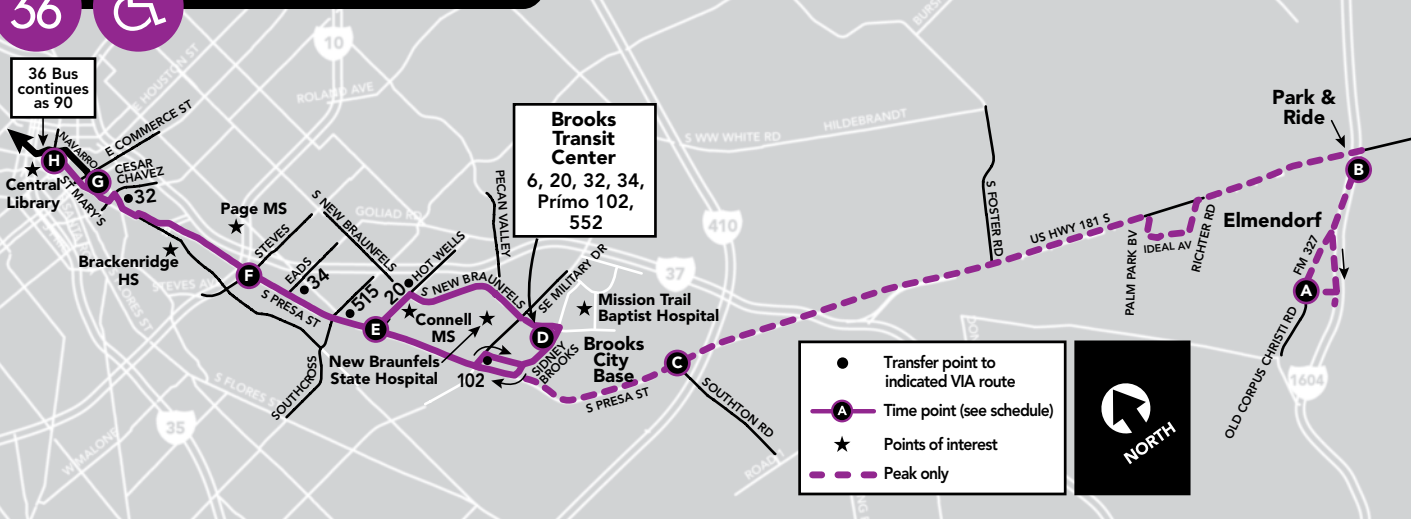 36
36 Bus
continues
as 90
10
E HOUSTON ST
ROLAND AVE
NAVARRO
E COMMERCE ST
H
G
CESAR
CHAVEZ
32
Central
Library
ST MARY'S
Page MS
STEVES
Brackenridge
HS
STEVES AV
F
EADS
34
S NEW BRAUNFELS
GOLIAD RD
515
20
HOT WELLS
S NEW BRAUNFELS
PECAN VALLEY
S PRESA ST
E
Connell
MS
New Braunfels
State Hospital
102
SOUTHCROSS
S FLORES ST
35
W MALONE
Brooks
Transit
Center
6, 20, 32, 34,
Prímo 102,
552
SE MILITARY DR
D
SIDNEY
BROOKS
Mission Trail
Baptist Hospital
Brooks
City
Base
37
410
S WW WHITE RD
HILDEBRANDT
S PRESA ST
C
SOUTHTON RD
S FOSTER RD
US HWY 181 S
PALM PARK BV
IDEAL AV
RICHTER RD
Park &
Ride
B
Elmendorf
FM 327
A
OLD CORPUS CHRISTI RD
1604
Transfer point to
indicated VIA route
A
Time point (see schedule)
Points of interest
Peak only
NORTH